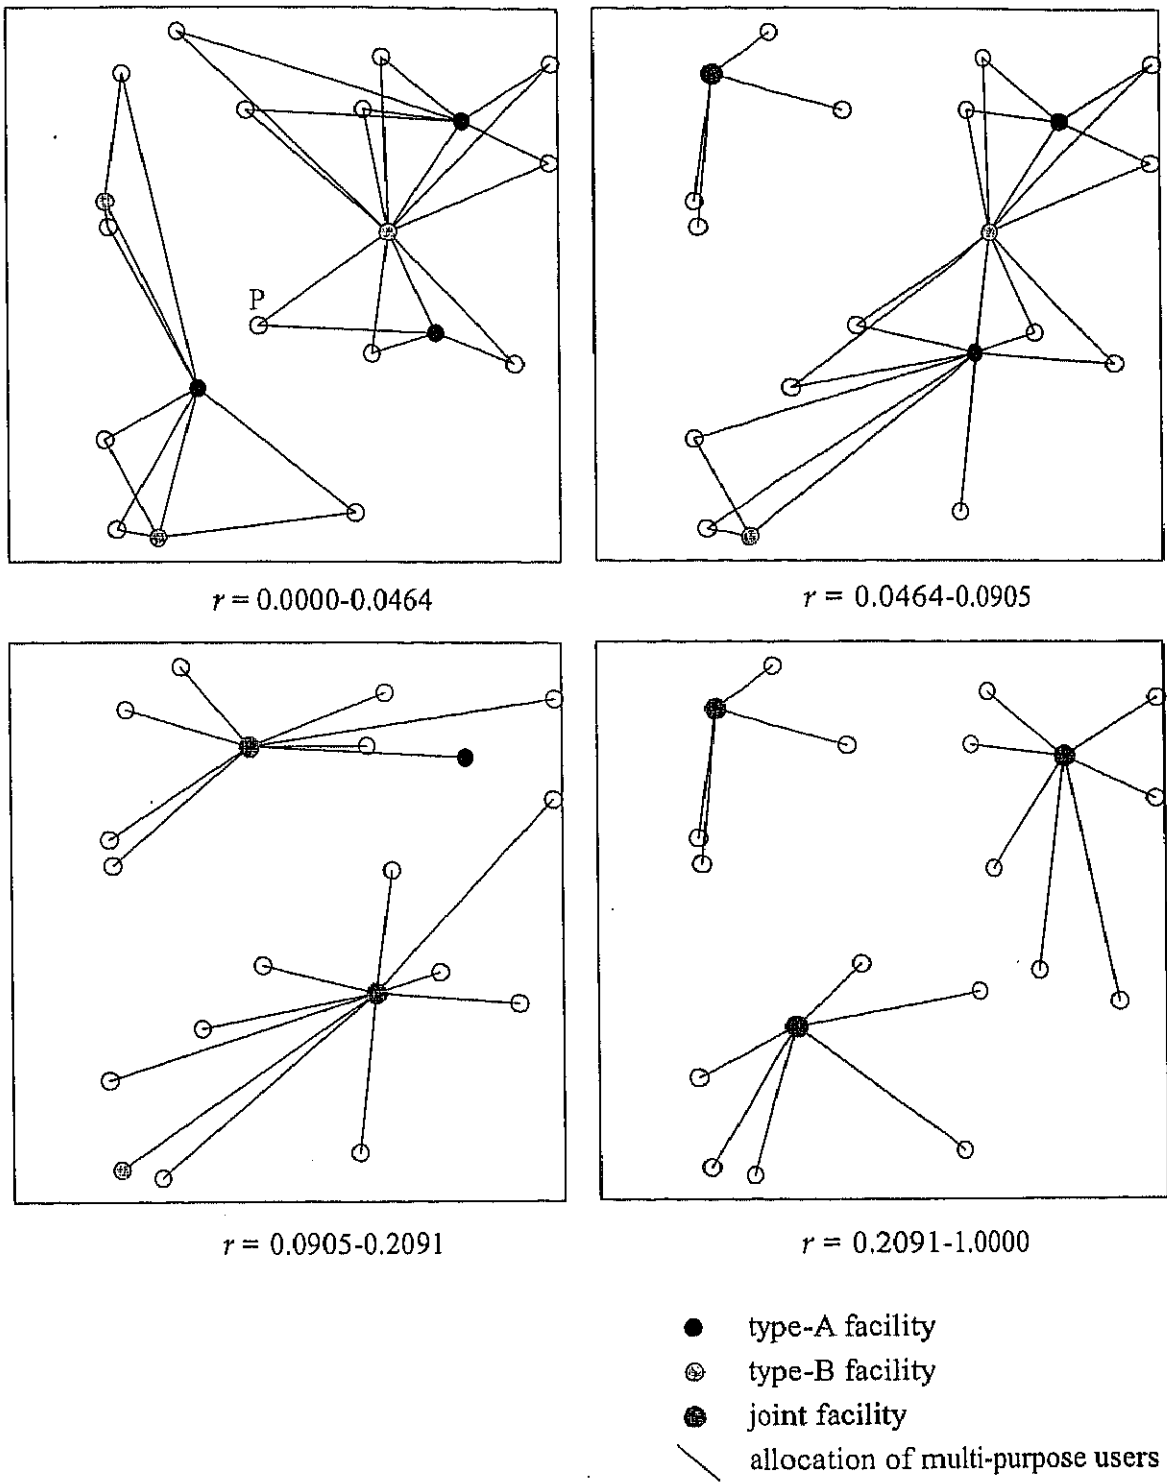 P
r = 0.0000-0.0464
r = 0.0464-0.0905
r = 0.0905-0.2091
r = 0.2091-1.0000
type-A facility
type-B facility
joint facility
allocation of multi-purpose users